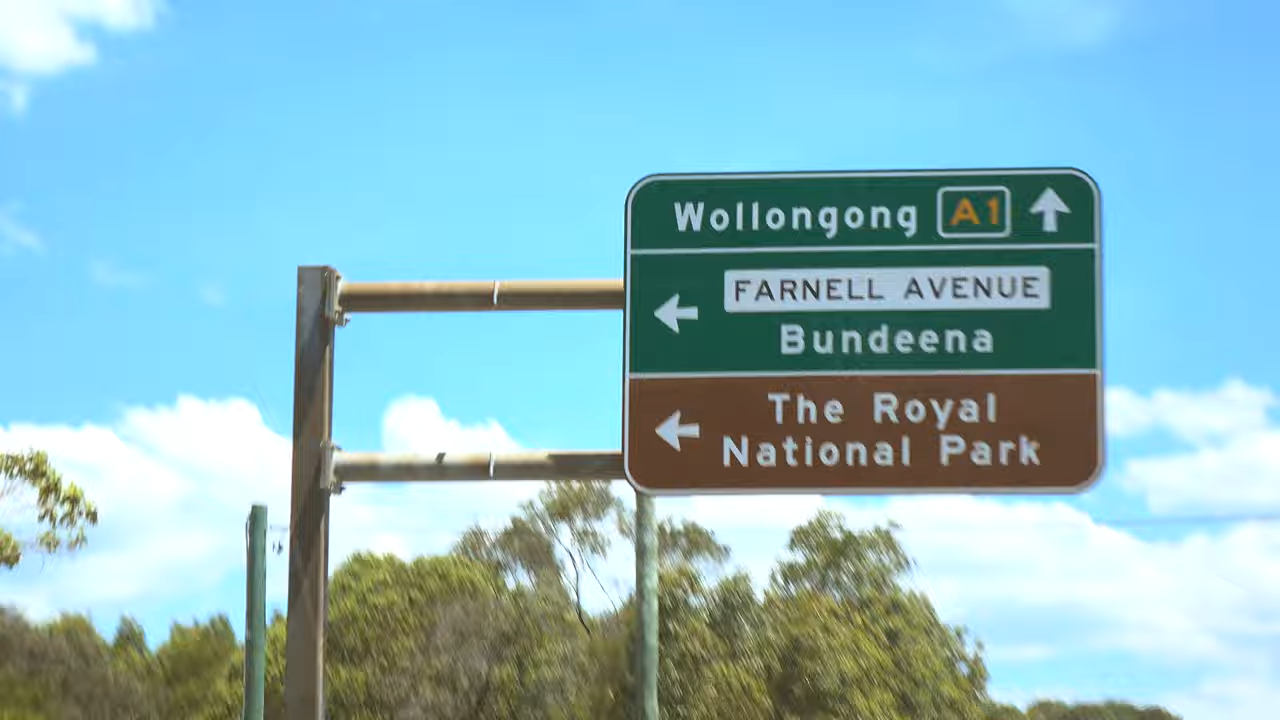 Wollongong A1
FARNELL AVENUE
Bundeena
The Royal
National Park